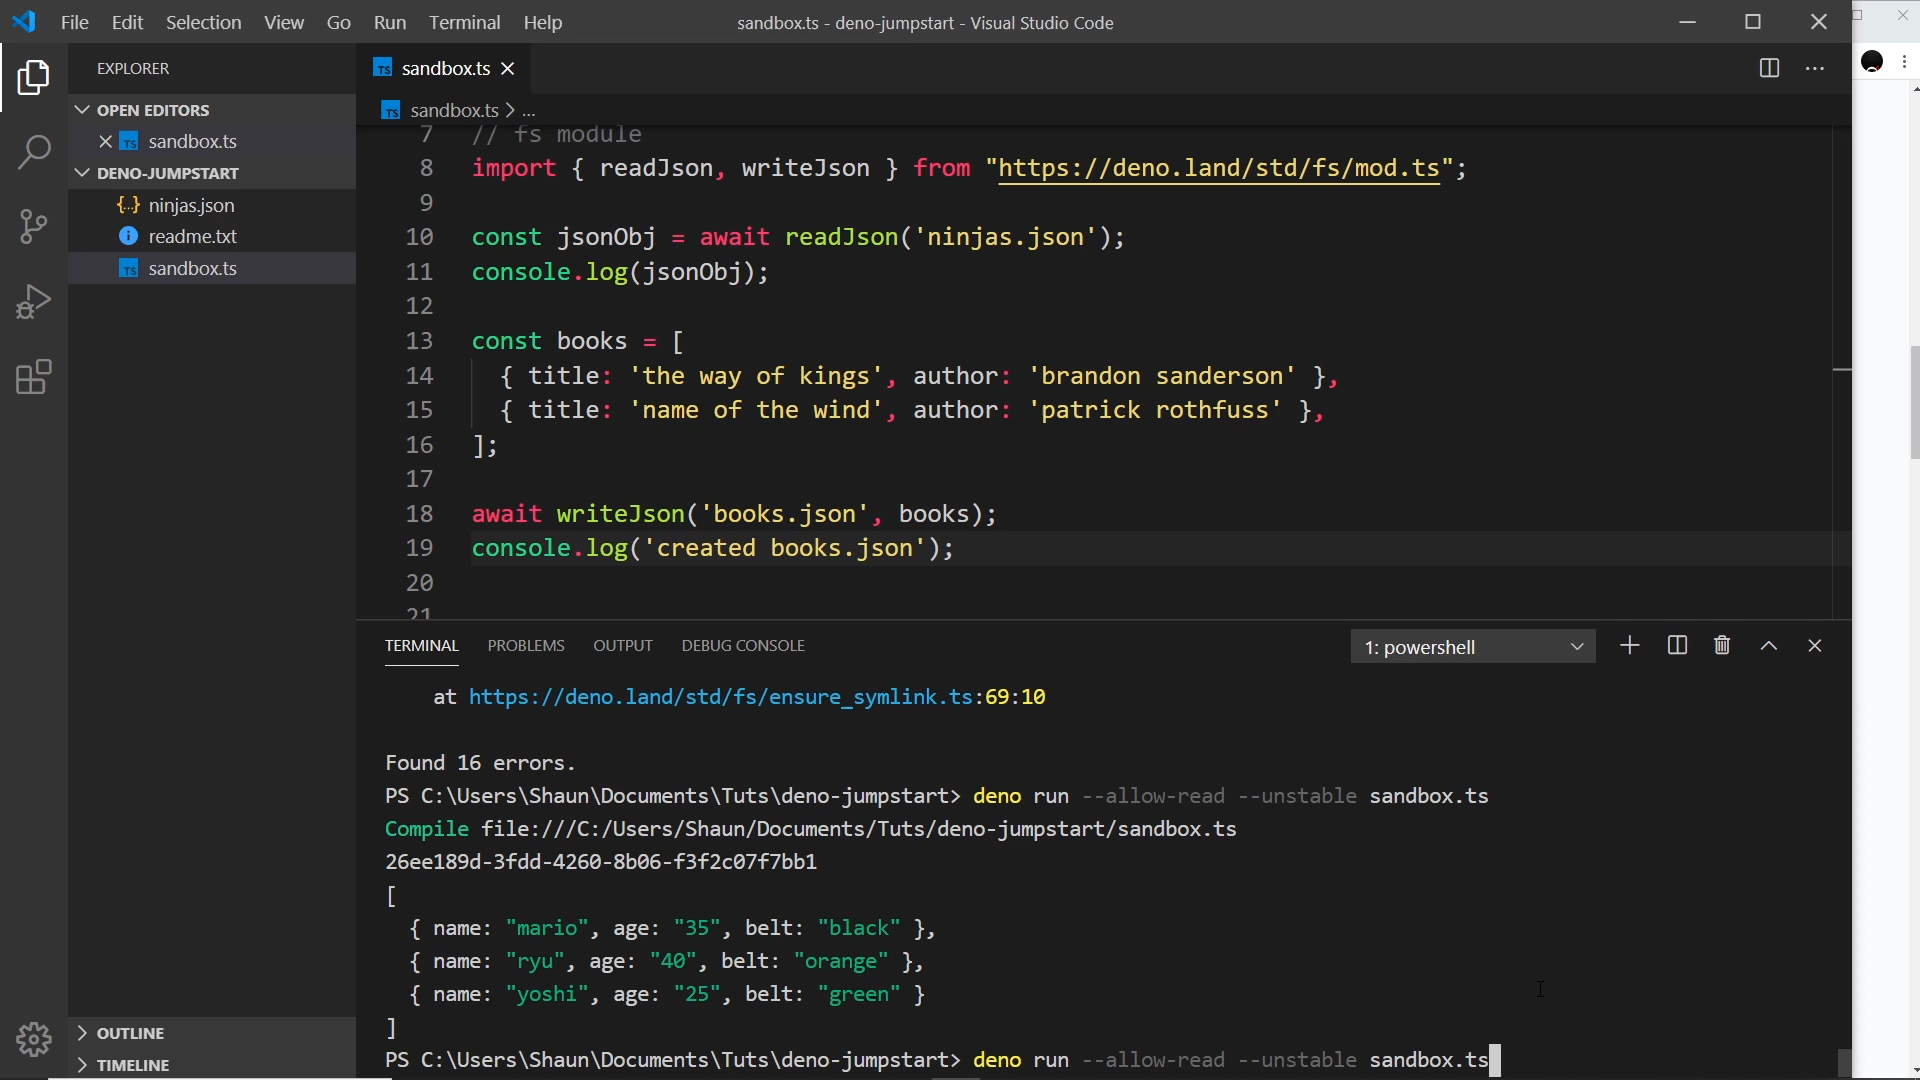 File Edit Selection View Go Run Terminal Help
sandbox.ts - deno-jumpstart - Visual Studio Code
EXPLORER
OPEN EDITORS
sandbox.ts
DENO-JUMPSTART
{..} ninjas.json
readme.txt
TS sandbox.ts
OUTLINE
TIMELINE
TS sandbox.ts
TS sandbox.ts > ...
7 // fs module
8 import { readJson, writeJson } from "https://deno.land/std/fs/mod.ts";
9
10 const jsonObj = await readJson('ninjas.json');
11 console.log(jsonObj);
12
13 const books = [
14 { title: 'the way of kings', author: 'brandon sanderson' },
15 { title: 'name of the wind', author: 'patrick rothfuss' },
16 ];
17
18 await writeJson('books.json', books);
19 console.log('created books.json');
20
21
TERMINAL PROBLEMS OUTPUT DEBUG CONSOLE
1: powershell
at https://deno.land/std/fs/ensure_symlink.ts:69:10
Found 16 errors.
PS C:\Users\Shaun\Documents\Tuts\deno-jumpstart> deno run --allow-read --unstable sandbox.ts
Compile file:///C:/Users/Shaun/Documents/Tuts/deno-jumpstart/sandbox.ts
26ee189d-3fdd-4260-8b06-f3f2c07f7bb1
[
{ name: "mario", age: "35", belt: "black" },
{ name: "ryu", age: "40", belt: "orange" },
{ name: "yoshi", age: "25", belt: "green" }
]
PS C:\Users\Shaun\Documents\Tuts\deno-jumpstart> deno run --allow-read --unstable sandbox.ts